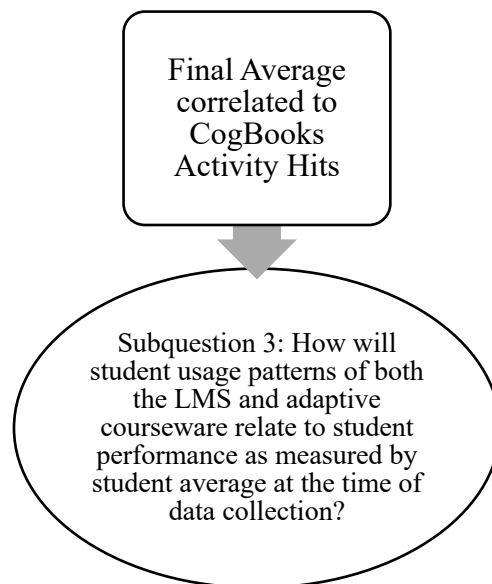 Final Average
correlated to
CogBooks
Activity Hits
Subquestion 3: How will
student usage patterns of both
the LMS and adaptive
courseware relate to student
performance as measured by
student average at the time of
data collection?